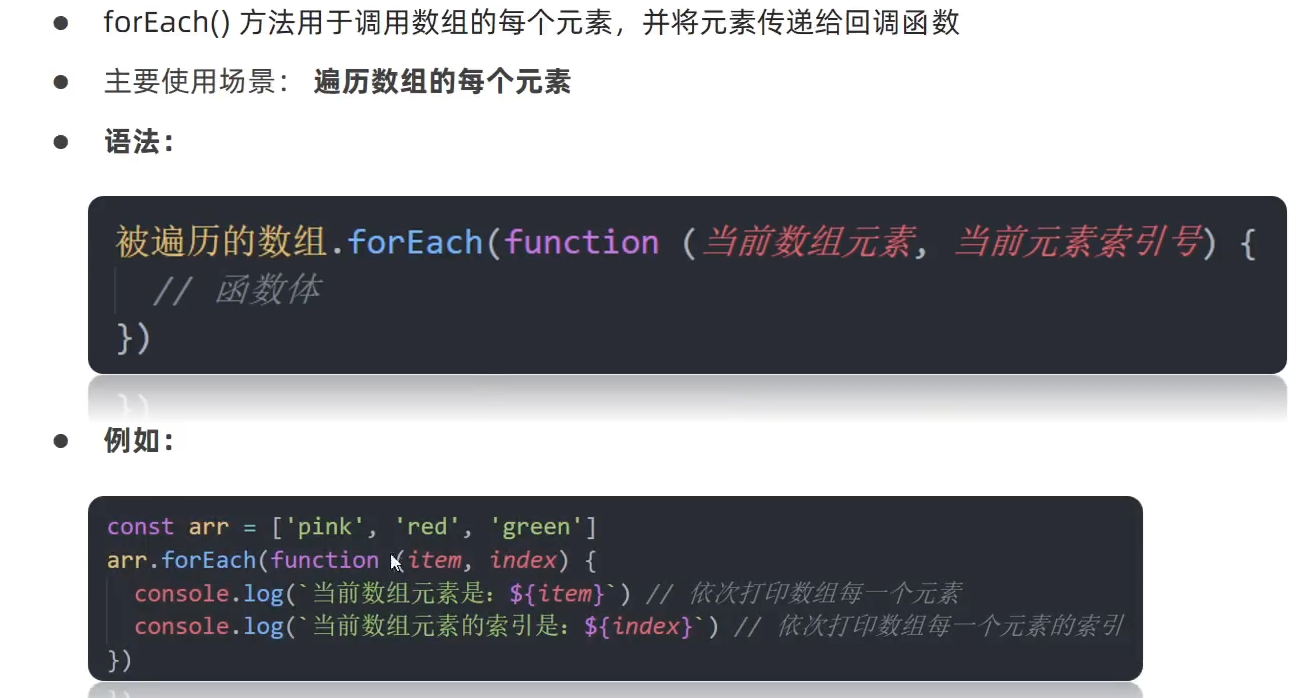 forEach() 方法用于调用数组的每个元素，并将元素传递给回调函数
主要使用场景： 遍历数组的每个元素
语法：
被遍历的数组.forEach(function (当前数组元素, 当前元素索引号) {
// 函数体
})
例如：
const arr = ['pink', 'red', 'green']
arr.forEach(function (item, index) {
console.log(`当前数组元素是：${item}`) // 依次打印数组每一个元素
console.log(`当前数组元素的索引是：${index}`) // 依次打印数组每一个元素的索引
})